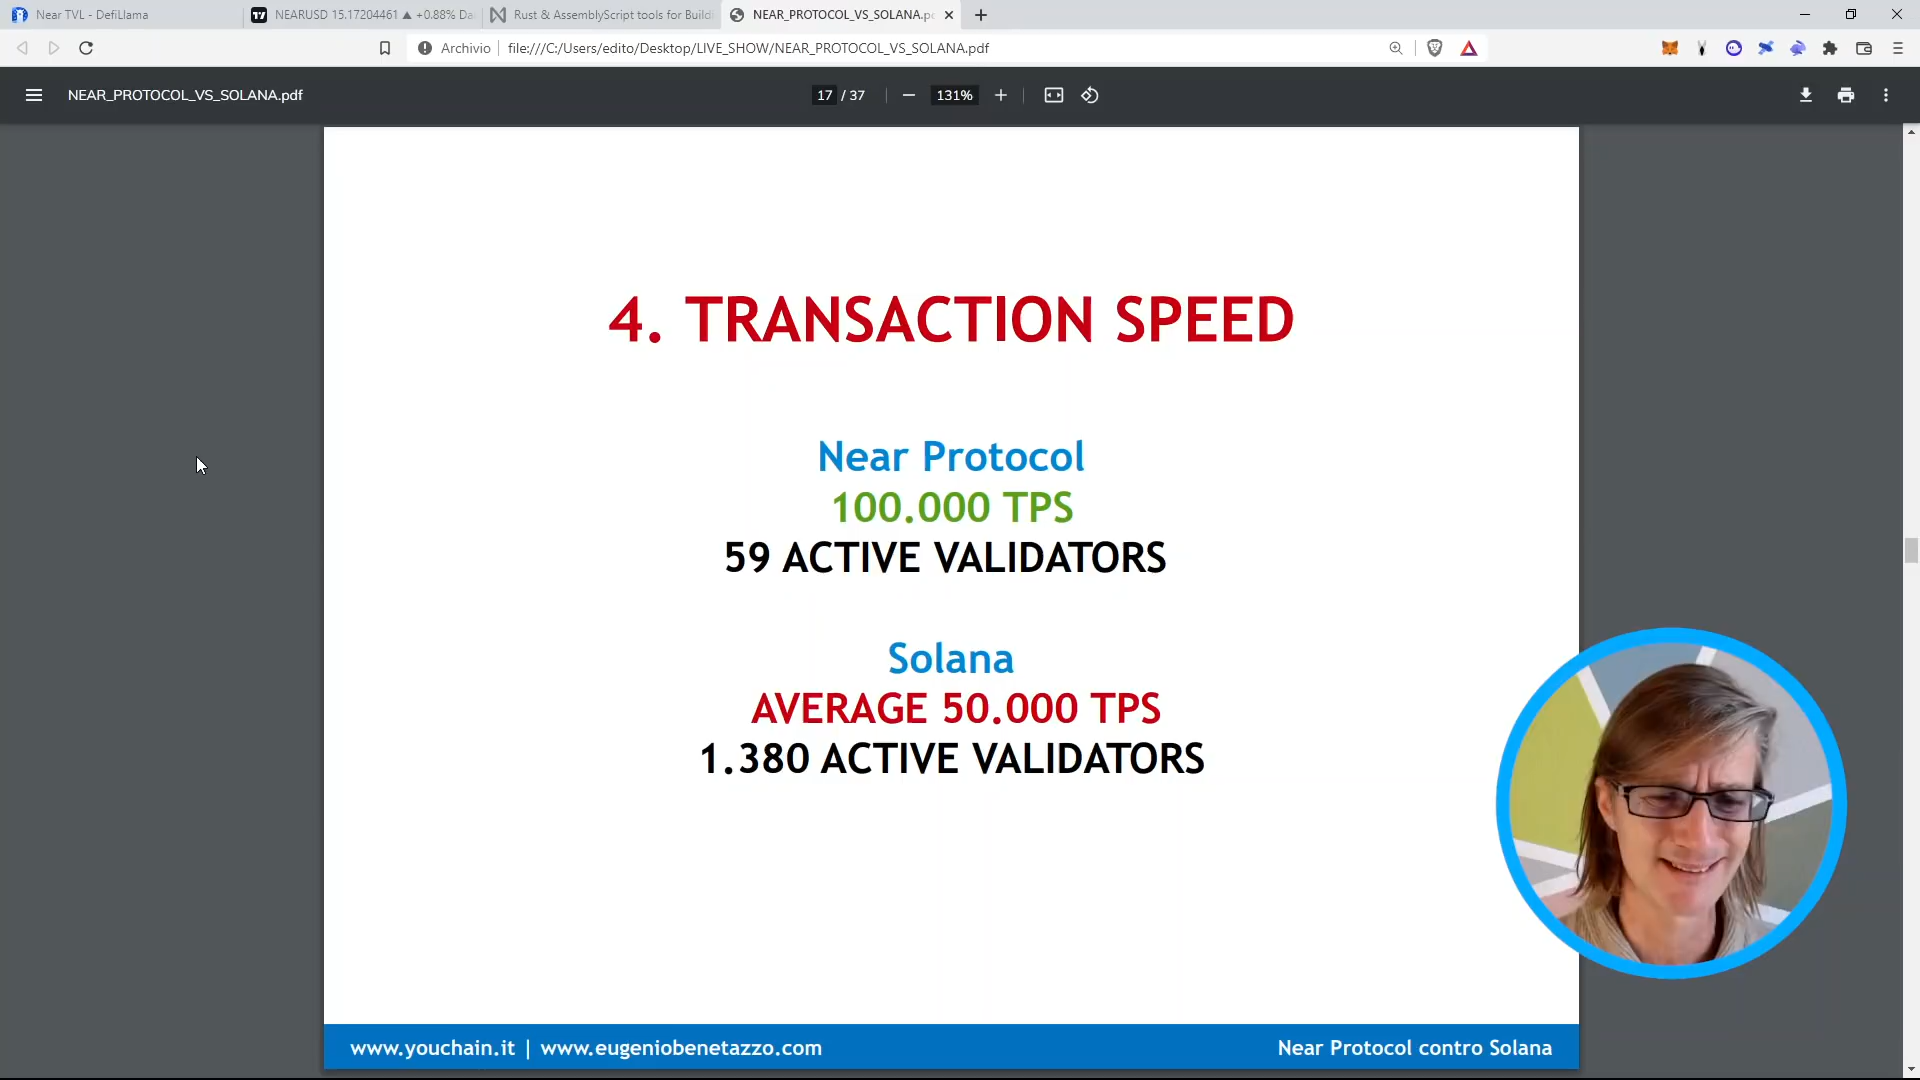 Near TVL - DefiLlama
NEARUSD 15.17204461 ▲ +0.88% Da
Rust & AssemblyScript tools for Build
NEAR_PROTOCOL_VS_SOLANA.pd
Archivio
file:///C:/Users/edito/Desktop/LIVE_SHOW/NEAR_PROTOCOL_VS_SOLANA.pdf
NEAR_PROTOCOL_VS_SOLANA.pdf
17 / 37
131%
4. TRANSACTION SPEED
Near Protocol
100.000 TPS
59 ACTIVE VALIDATORS
Solana
AVERAGE 50.000 TPS
1.380 ACTIVE VALIDATORS
www.youchain.it | www.eugeniobenetazzo.com
Near Protocol contro Solana